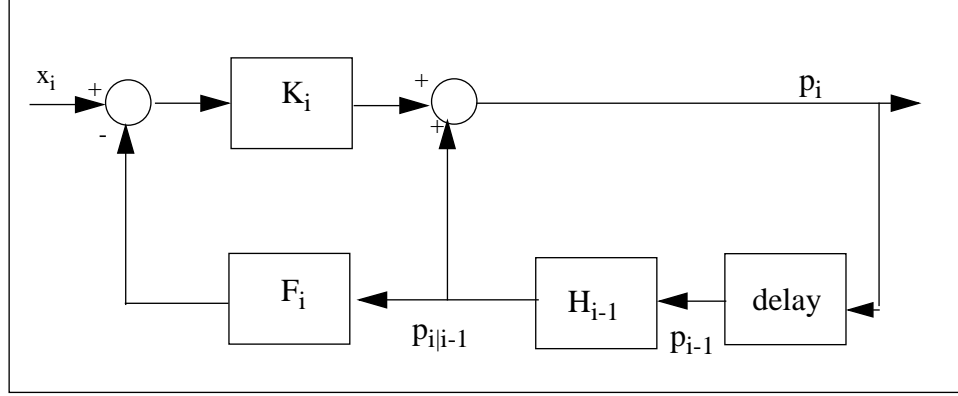 x_i
+
-
K_i
+
+
p_i
F_i
p_{i|i-1}
H_{i-1}
p_{i-1}
delay